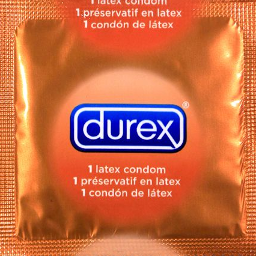 1 latex condom
1 préservatif en latex
1 condón de látex
durex®
1 latex condom
1 préservatif en latex
1 condón de látex